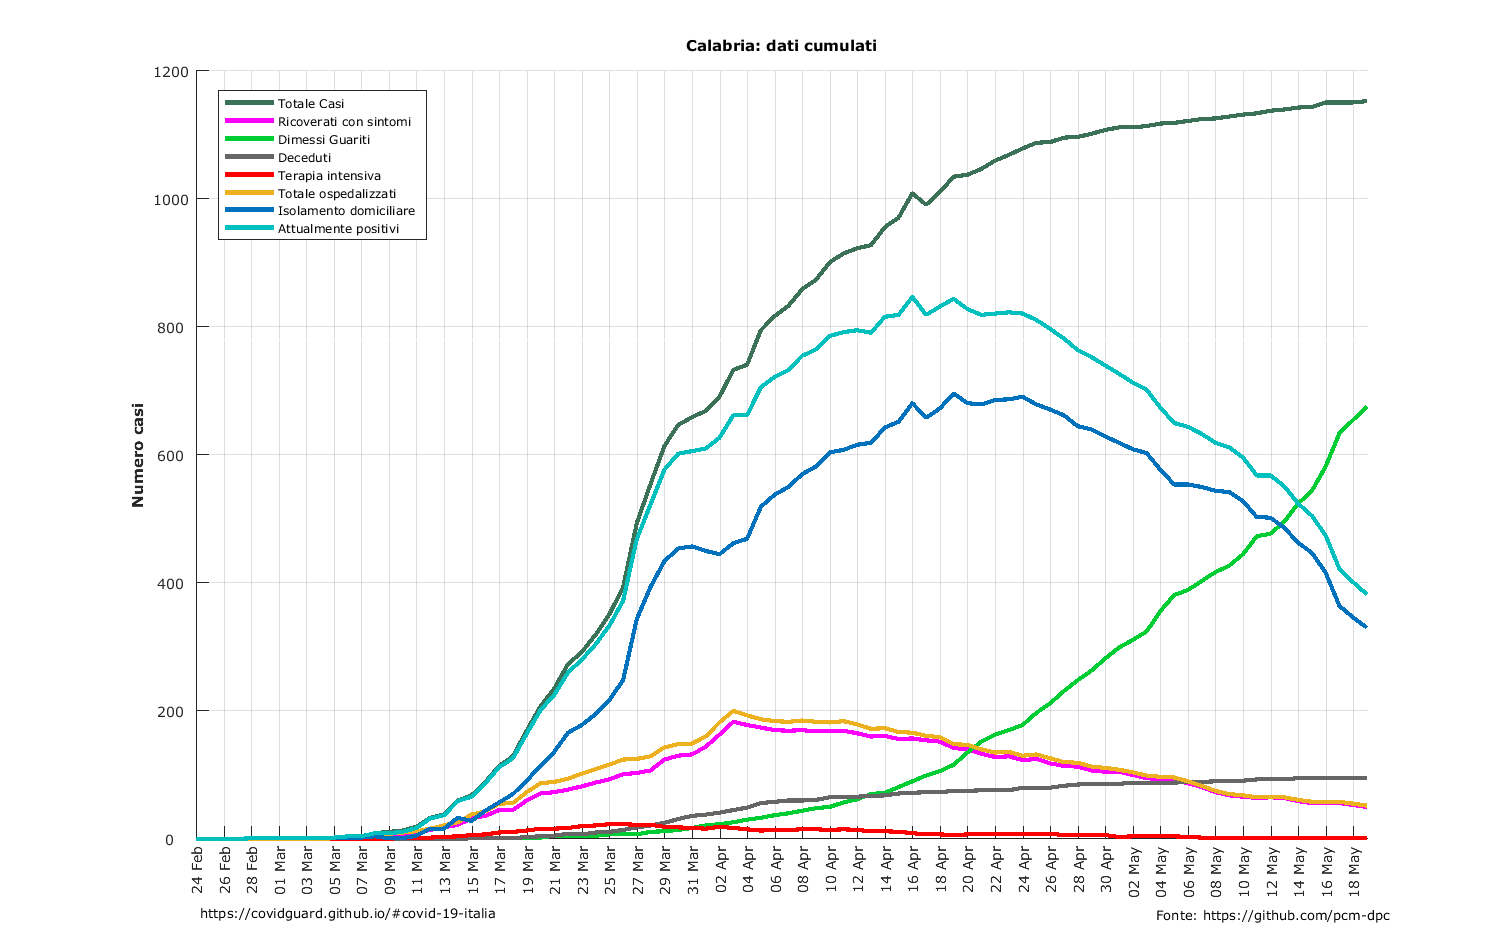 Calabria: dati cumulati
Numero casi
1200
1000
800
600
400
200
0
Totale Casi
Ricoverati con sintomi
Dimessi Guariti
Deceduti
Terapia intensiva
Totale ospedalizzati
Isolamento domiciliare
Attualmente positivi
24 Feb
26 Feb
28 Feb
01 Mar
03 Mar
05 Mar
07 Mar
09 Mar
11 Mar
13 Mar
15 Mar
17 Mar
19 Mar
21 Mar
23 Mar
25 Mar
27 Mar
29 Mar
31 Mar
02 Apr
04 Apr
06 Apr
08 Apr
10 Apr
12 Apr
14 Apr
16 Apr
18 Apr
20 Apr
22 Apr
24 Apr
26 Apr
28 Apr
30 Apr
02 May
04 May
06 May
08 May
10 May
12 May
14 May
16 May
18 May
https://covidguard.github.io/#covid-19-italia
Fonte: https://github.com/pcm-dpc